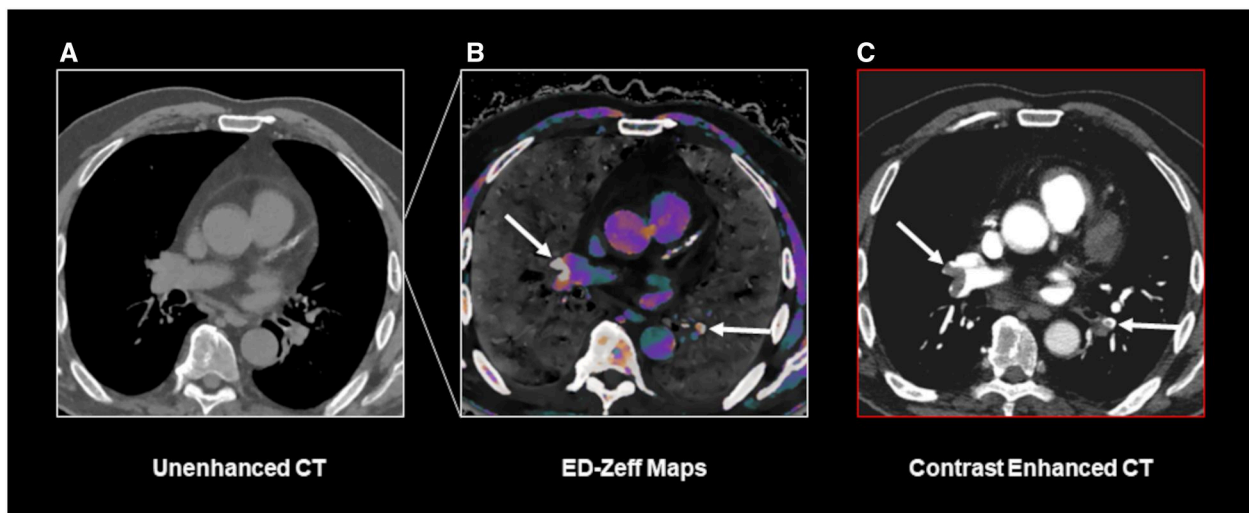 A
B
C
Unenhanced CT
ED-Zeff Maps
Contrast Enhanced CT